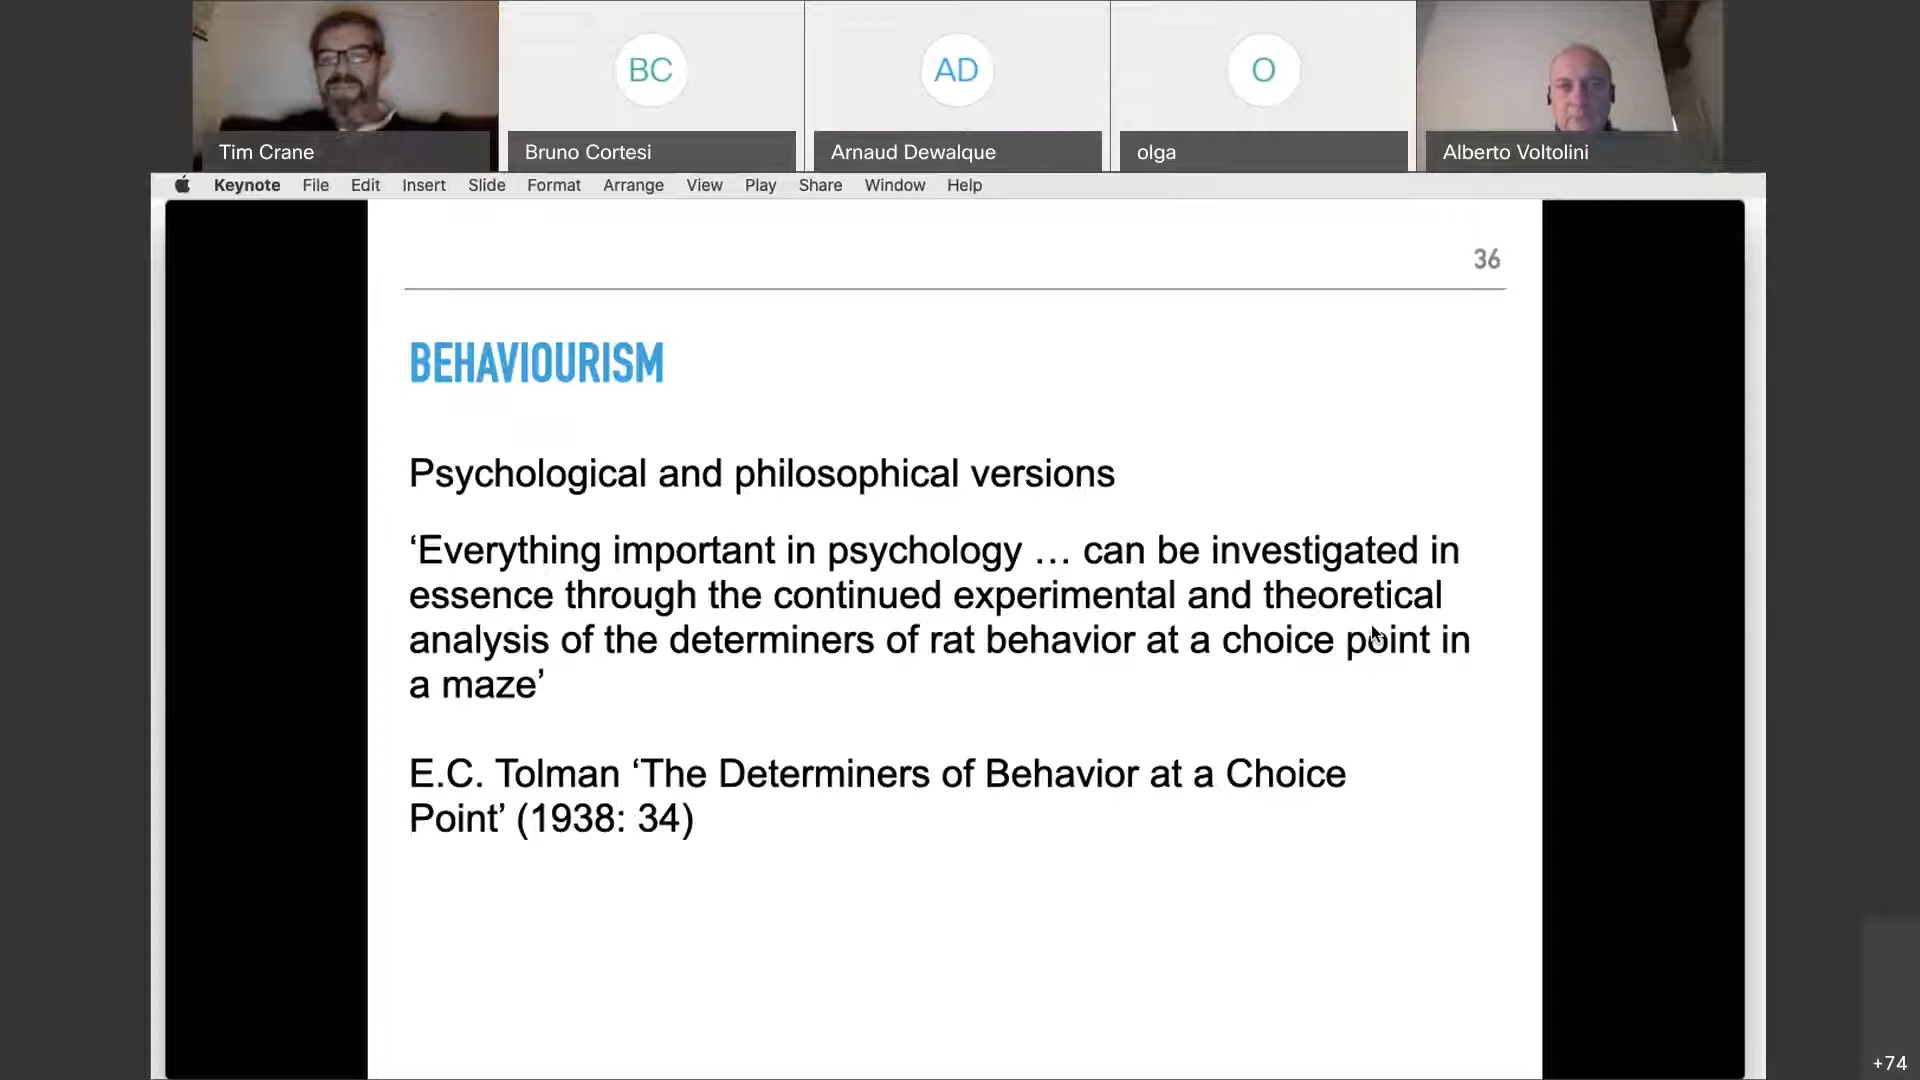 BC
AD
O
Tim Crane
Bruno Cortesi
Arnaud Dewalque
olga
Alberto Voltolini
Keynote File Edit Insert Slide Format Arrange View Play Share Window Help
36
BEHAVIOURISM
Psychological and philosophical versions
‘Everything important in psychology … can be investigated in
essence through the continued experimental and theoretical
analysis of the determiners of rat behavior at a choice point in
a maze’
E.C. Tolman ‘The Determiners of Behavior at a Choice
Point’ (1938: 34)
+74